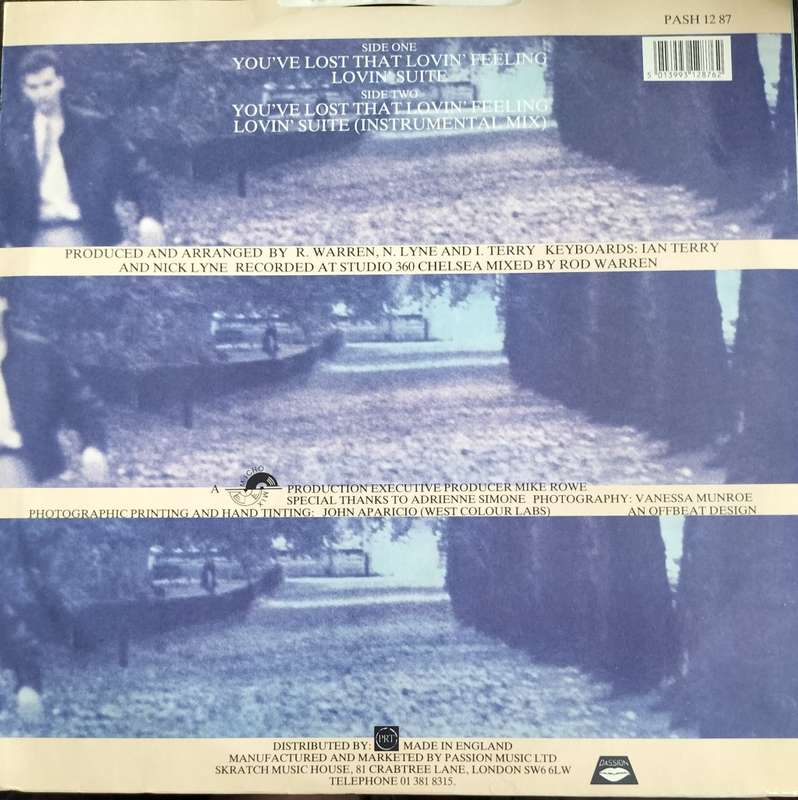 PASH 12 87
SIDE ONE
YOU'VE LOST THAT LOVIN' FEELING
LOVIN' SUITE
SIDE TWO
YOU'VE LOST THAT LOVIN' FEELING
LOVIN' SUITE (INSTRUMENTAL MIX)
5 013993 128762
PRODUCED AND ARRANGED BY R. WARREN, N. LYNE AND I. TERRY KEYBOARDS: IAN TERRY
AND NICK LYNE RECORDED AT STUDIO 360 CHELSEA MIXED BY ROD WARREN
A MICRO MIX PRODUCTION EXECUTIVE PRODUCER MIKE ROWE
SPECIAL THANKS TO ADRIENNE SIMONE PHOTOGRAPHY: VANESSA MUNROE
PHOTOGRAPHIC PRINTING AND HAND TINTING: JOHN APARICIO (WEST COLOUR LABS) AN OFFBEAT DESIGN
DISTRIBUTED BY: PRT MADE IN ENGLAND
MANUFACTURED AND MARKETED BY PASSION MUSIC LTD
SKRATCH MUSIC HOUSE, 81 CRABTREE LANE, LONDON SW6 6LW
TELEPHONE 01 381 8315.
PASSION